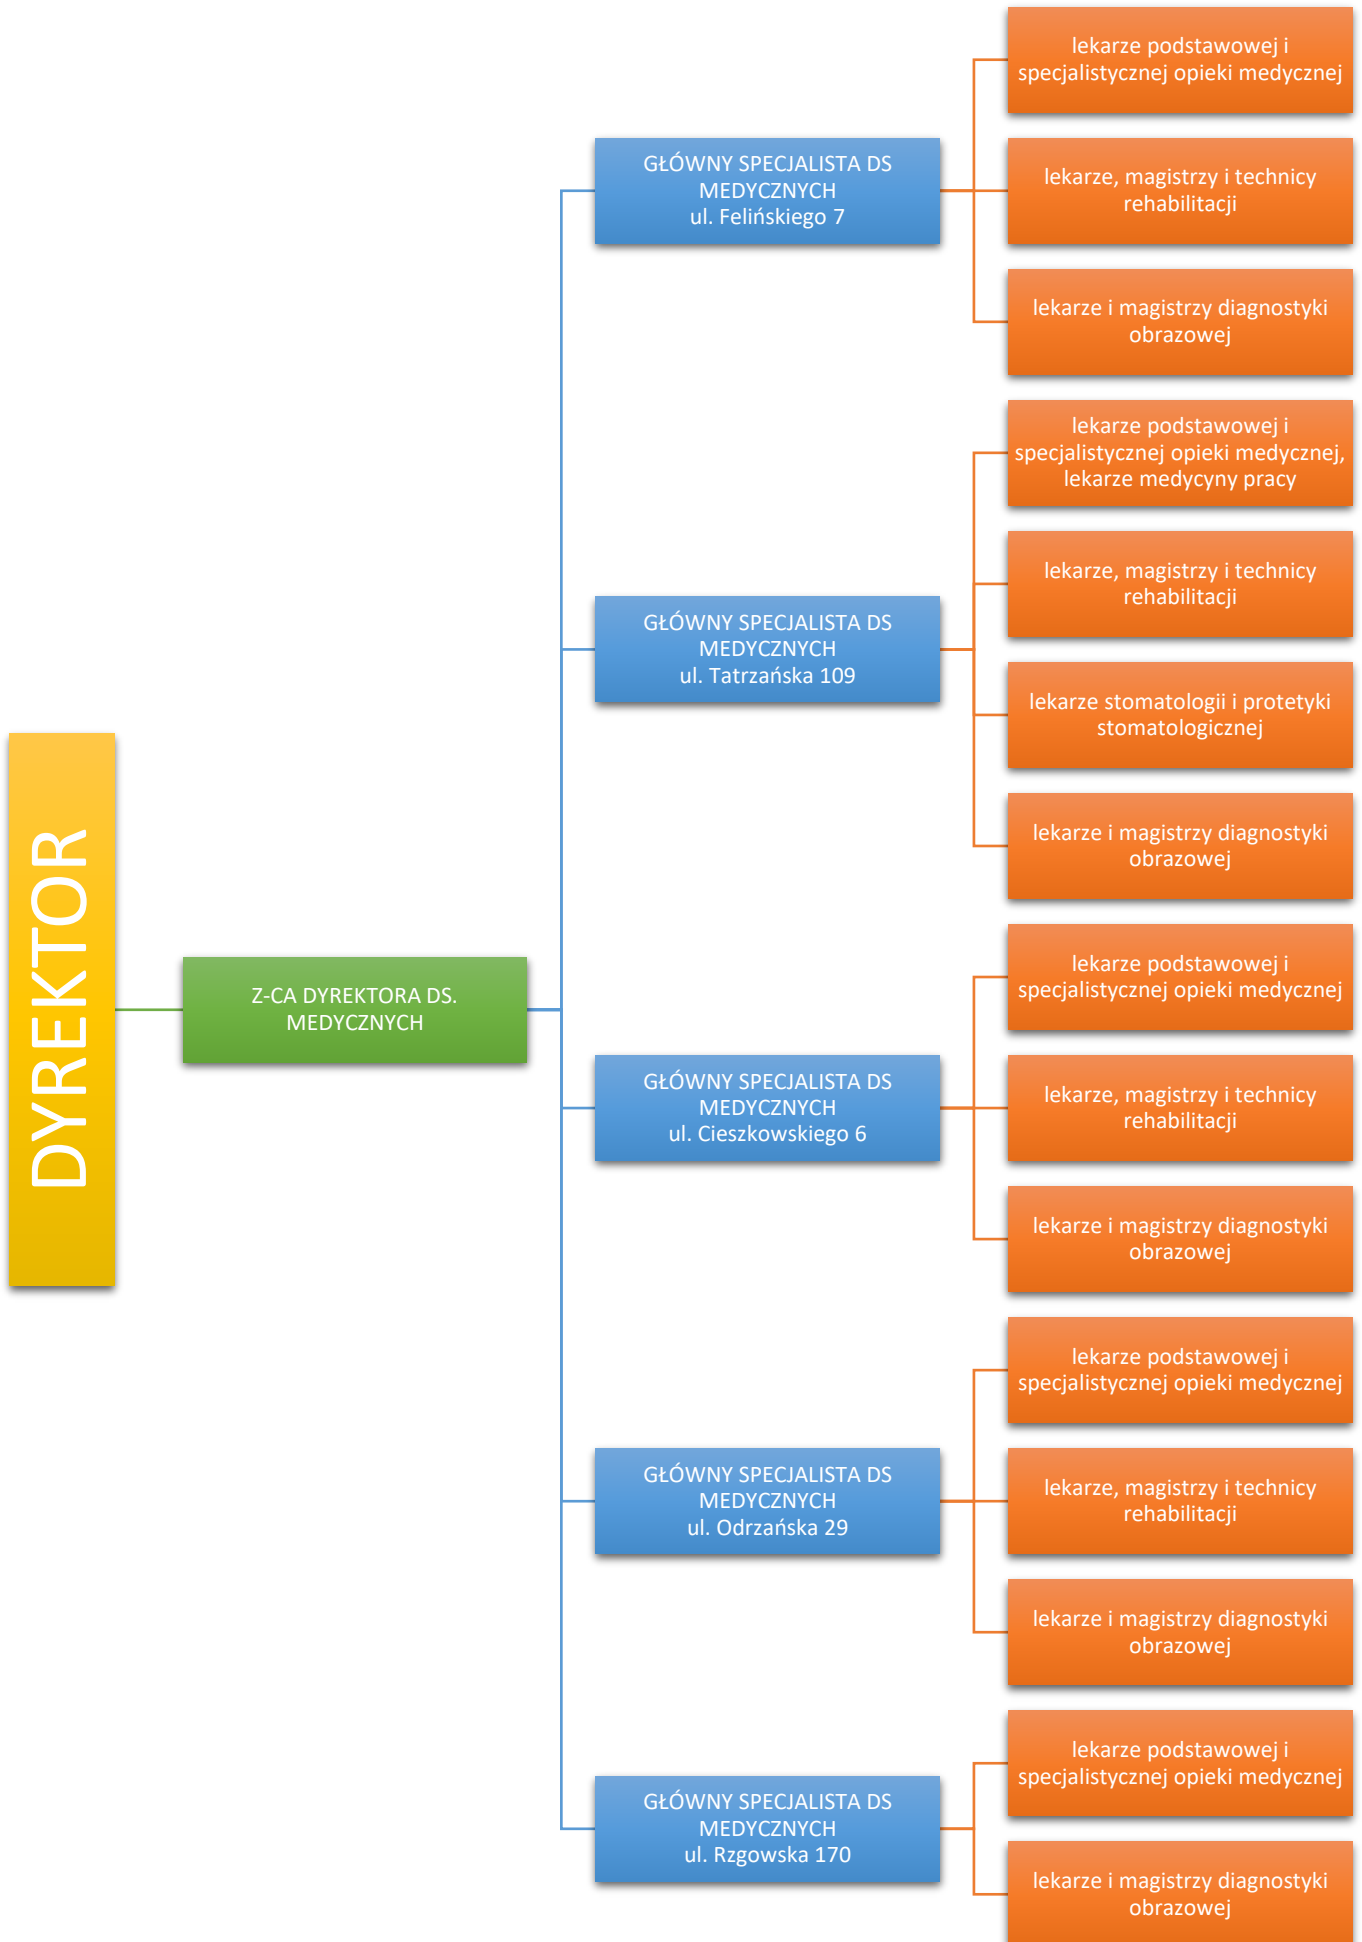 DYREKTOR
Z-CA DYREKTORA DS.
MEDYCZNYCH
GŁÓWNY SPECJALISTA DS
MEDYCZNYCH
ul. Felińskiego 7
lekarze podstawowej i
specjalistycznej opieki medycznej
lekarze, magistrzy i technicy
rehabilitacji
lekarze i magistrzy diagnostyki
obrazowej
GŁÓWNY SPECJALISTA DS
MEDYCZNYCH
ul. Tatrzańska 109
lekarze podstawowej i
specjalistycznej opieki medycznej,
lekarze medycyny pracy
lekarze, magistrzy i technicy
rehabilitacji
lekarze stomatologii i protetyki
stomatologicznej
lekarze i magistrzy diagnostyki
obrazowej
GŁÓWNY SPECJALISTA DS
MEDYCZNYCH
ul. Cieszkowskiego 6
lekarze podstawowej i
specjalistycznej opieki medycznej
lekarze, magistrzy i technicy
rehabilitacji
lekarze i magistrzy diagnostyki
obrazowej
GŁÓWNY SPECJALISTA DS
MEDYCZNYCH
ul. Odrzańska 29
lekarze podstawowej i
specjalistycznej opieki medycznej
lekarze, magistrzy i technicy
rehabilitacji
lekarze i magistrzy diagnostyki
obrazowej
GŁÓWNY SPECJALISTA DS
MEDYCZNYCH
ul. Rzgowska 170
lekarze podstawowej i
specjalistycznej opieki medycznej
lekarze i magistrzy diagnostyki
obrazowej